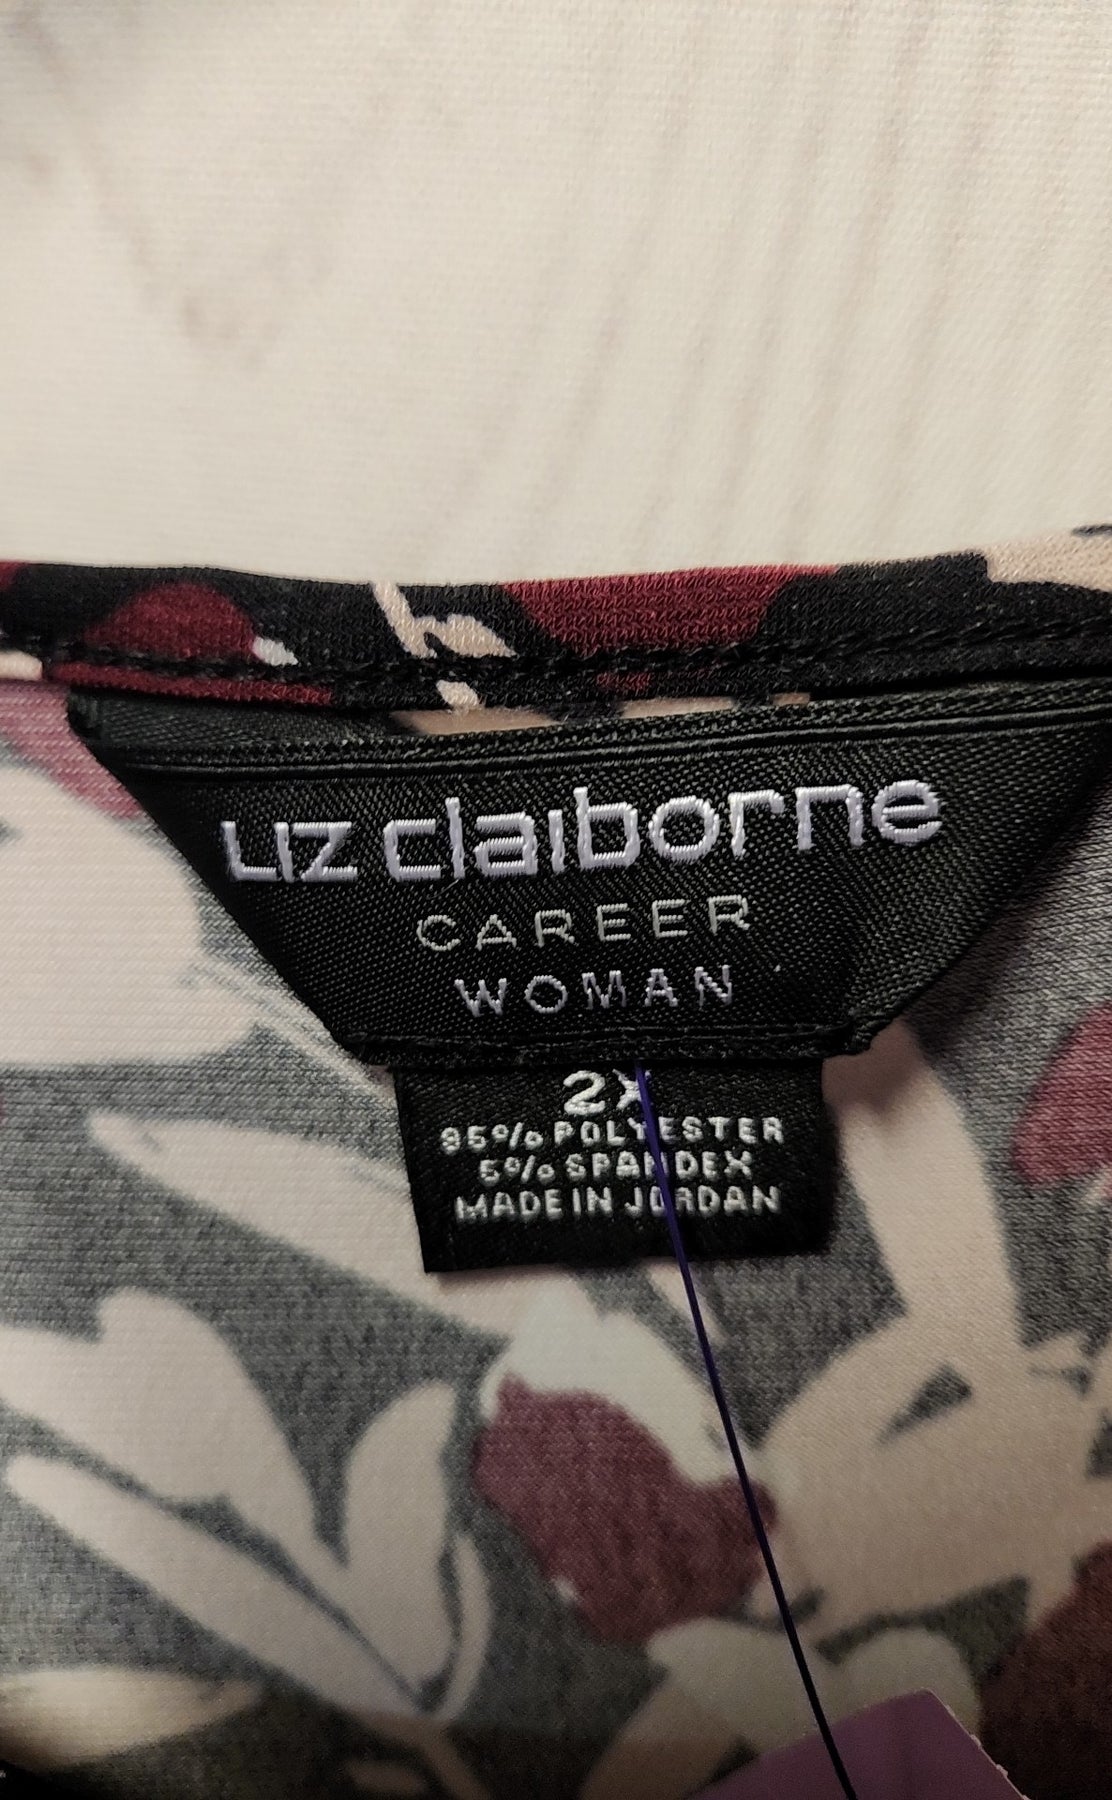 Liz claiborne
CAREER
WOMAN
2X
95% POLYESTER
5% SPANDEX
MADE IN JORDAN